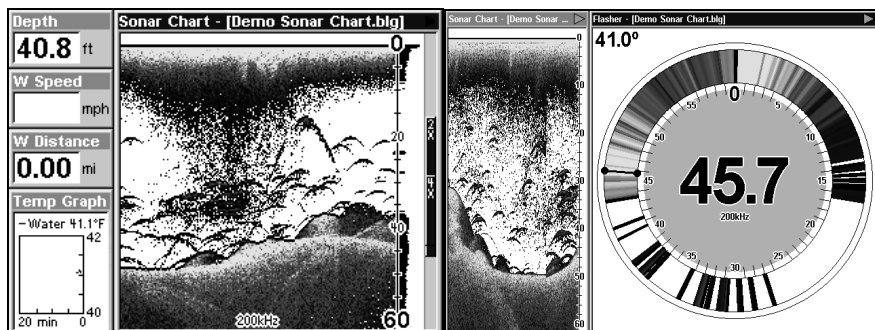 Depth
40.8 ft
W Speed
mph
W Distance
0.00 mi
Temp Graph
Water 41.1°F
42
40
20 min 0
Sonar Chart - [Demo Sonar Chart.blg]
0
20
40
60
200kHz
2X
4X
Sonar Chart - [Demo Sonar ...
0
10
20
30
40
50
60
Flasher - [Demo Sonar Chart.blg]
41.0º
0
5
10
15
20
25
30
35
40
45
50
55
45.7
200kHz